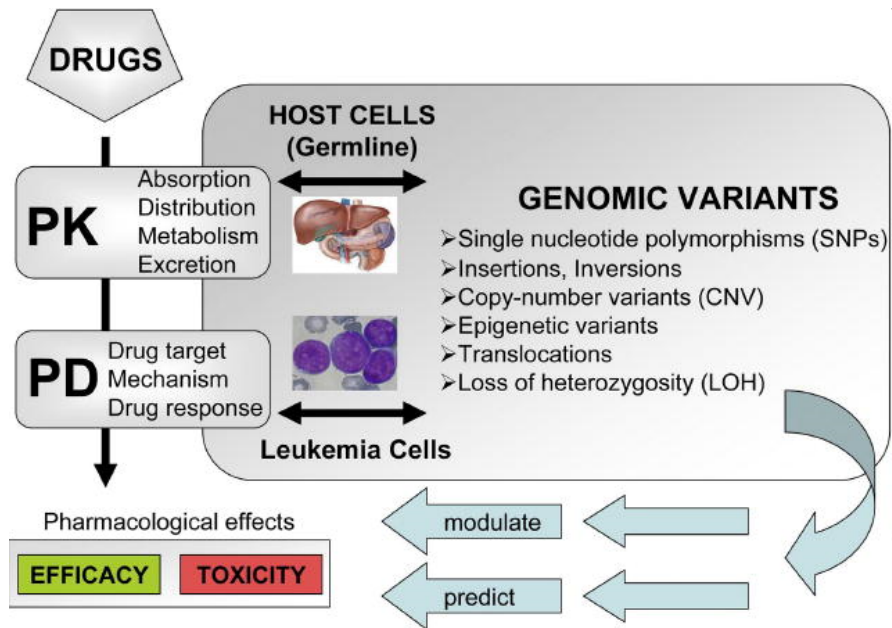 DRUGS
HOST CELLS
(Germline)
PK
Absorption
Distribution
Metabolism
Excretion
GENOMIC VARIANTS
➢Single nucleotide polymorphisms (SNPs)
➢Insertions, Inversions
➢Copy-number variants (CNV)
➢Epigenetic variants
➢Translocations
➢Loss of heterozygosity (LOH)
PD
Drug target
Mechanism
Drug response
Leukemia Cells
Pharmacological effects
EFFICACY
TOXICITY
modulate
predict